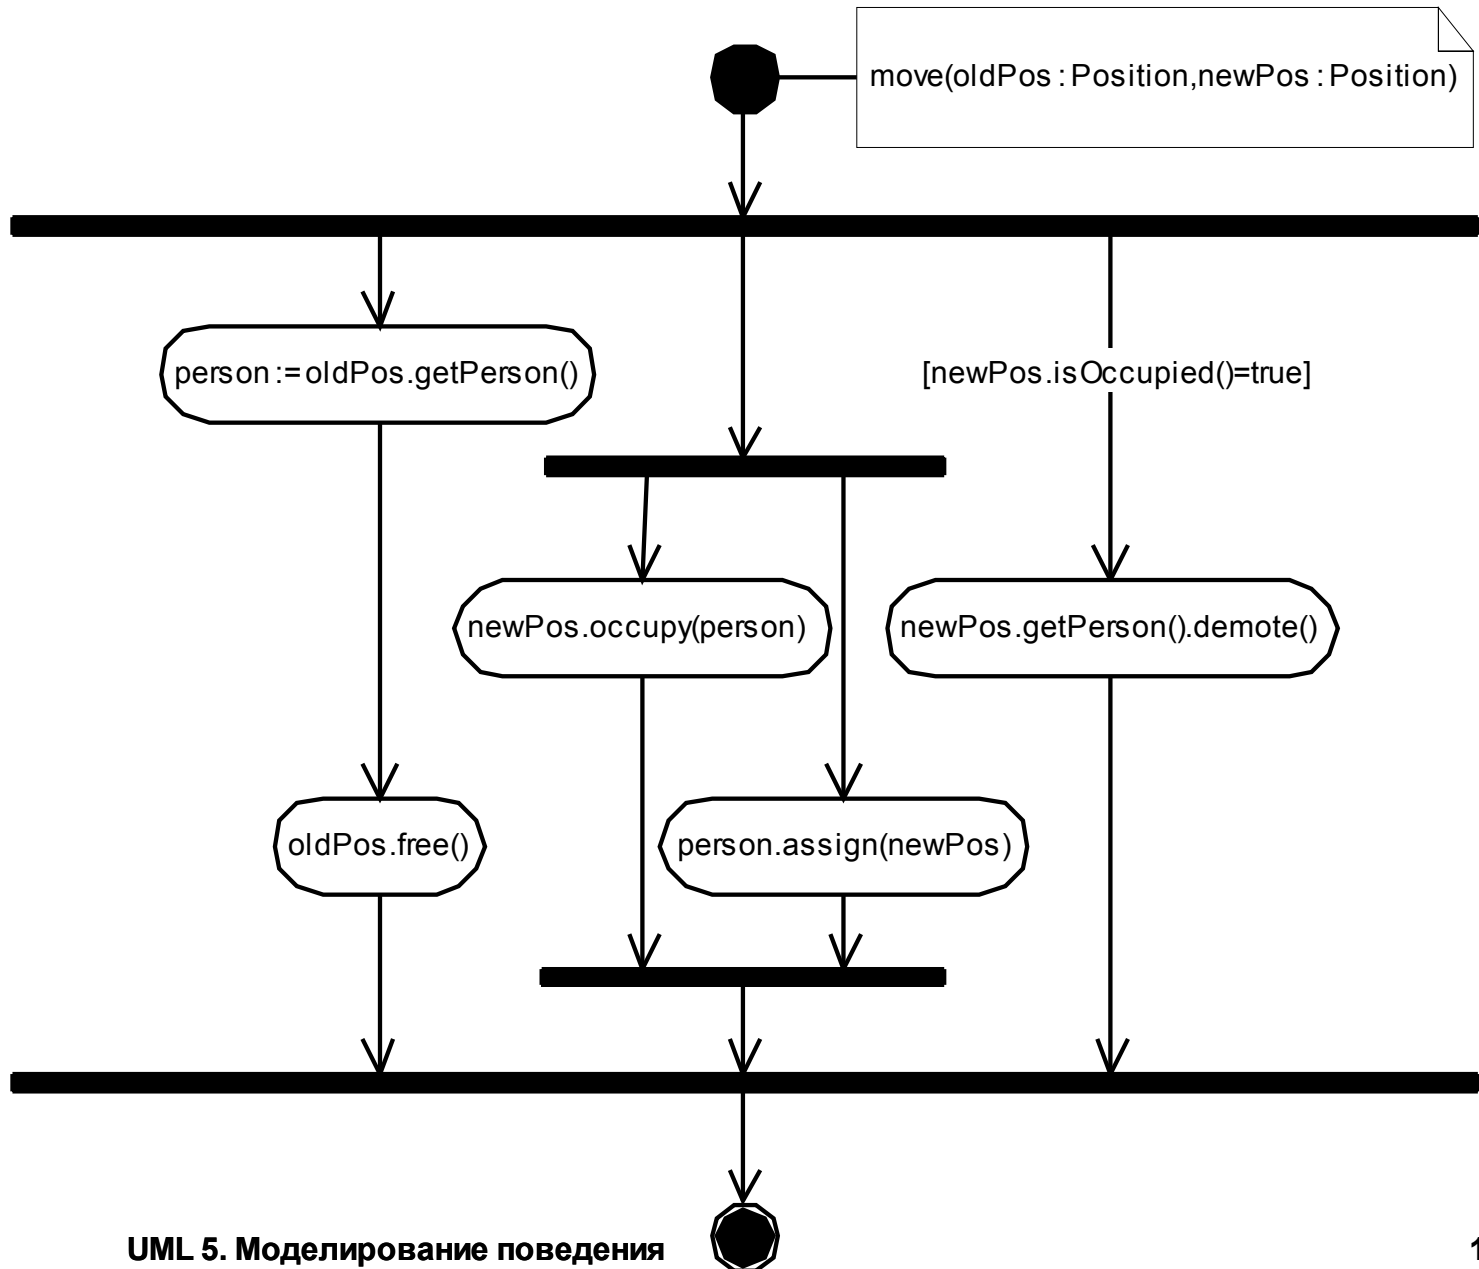 move(oldPos : Position,newPos : Position)
person := oldPos.getPerson()
[newPos.isOccupied()=true]
newPos.occupy(person)
newPos.getPerson().demote()
oldPos.free()
person.assign(newPos)
UML 5. Моделирование поведения
1